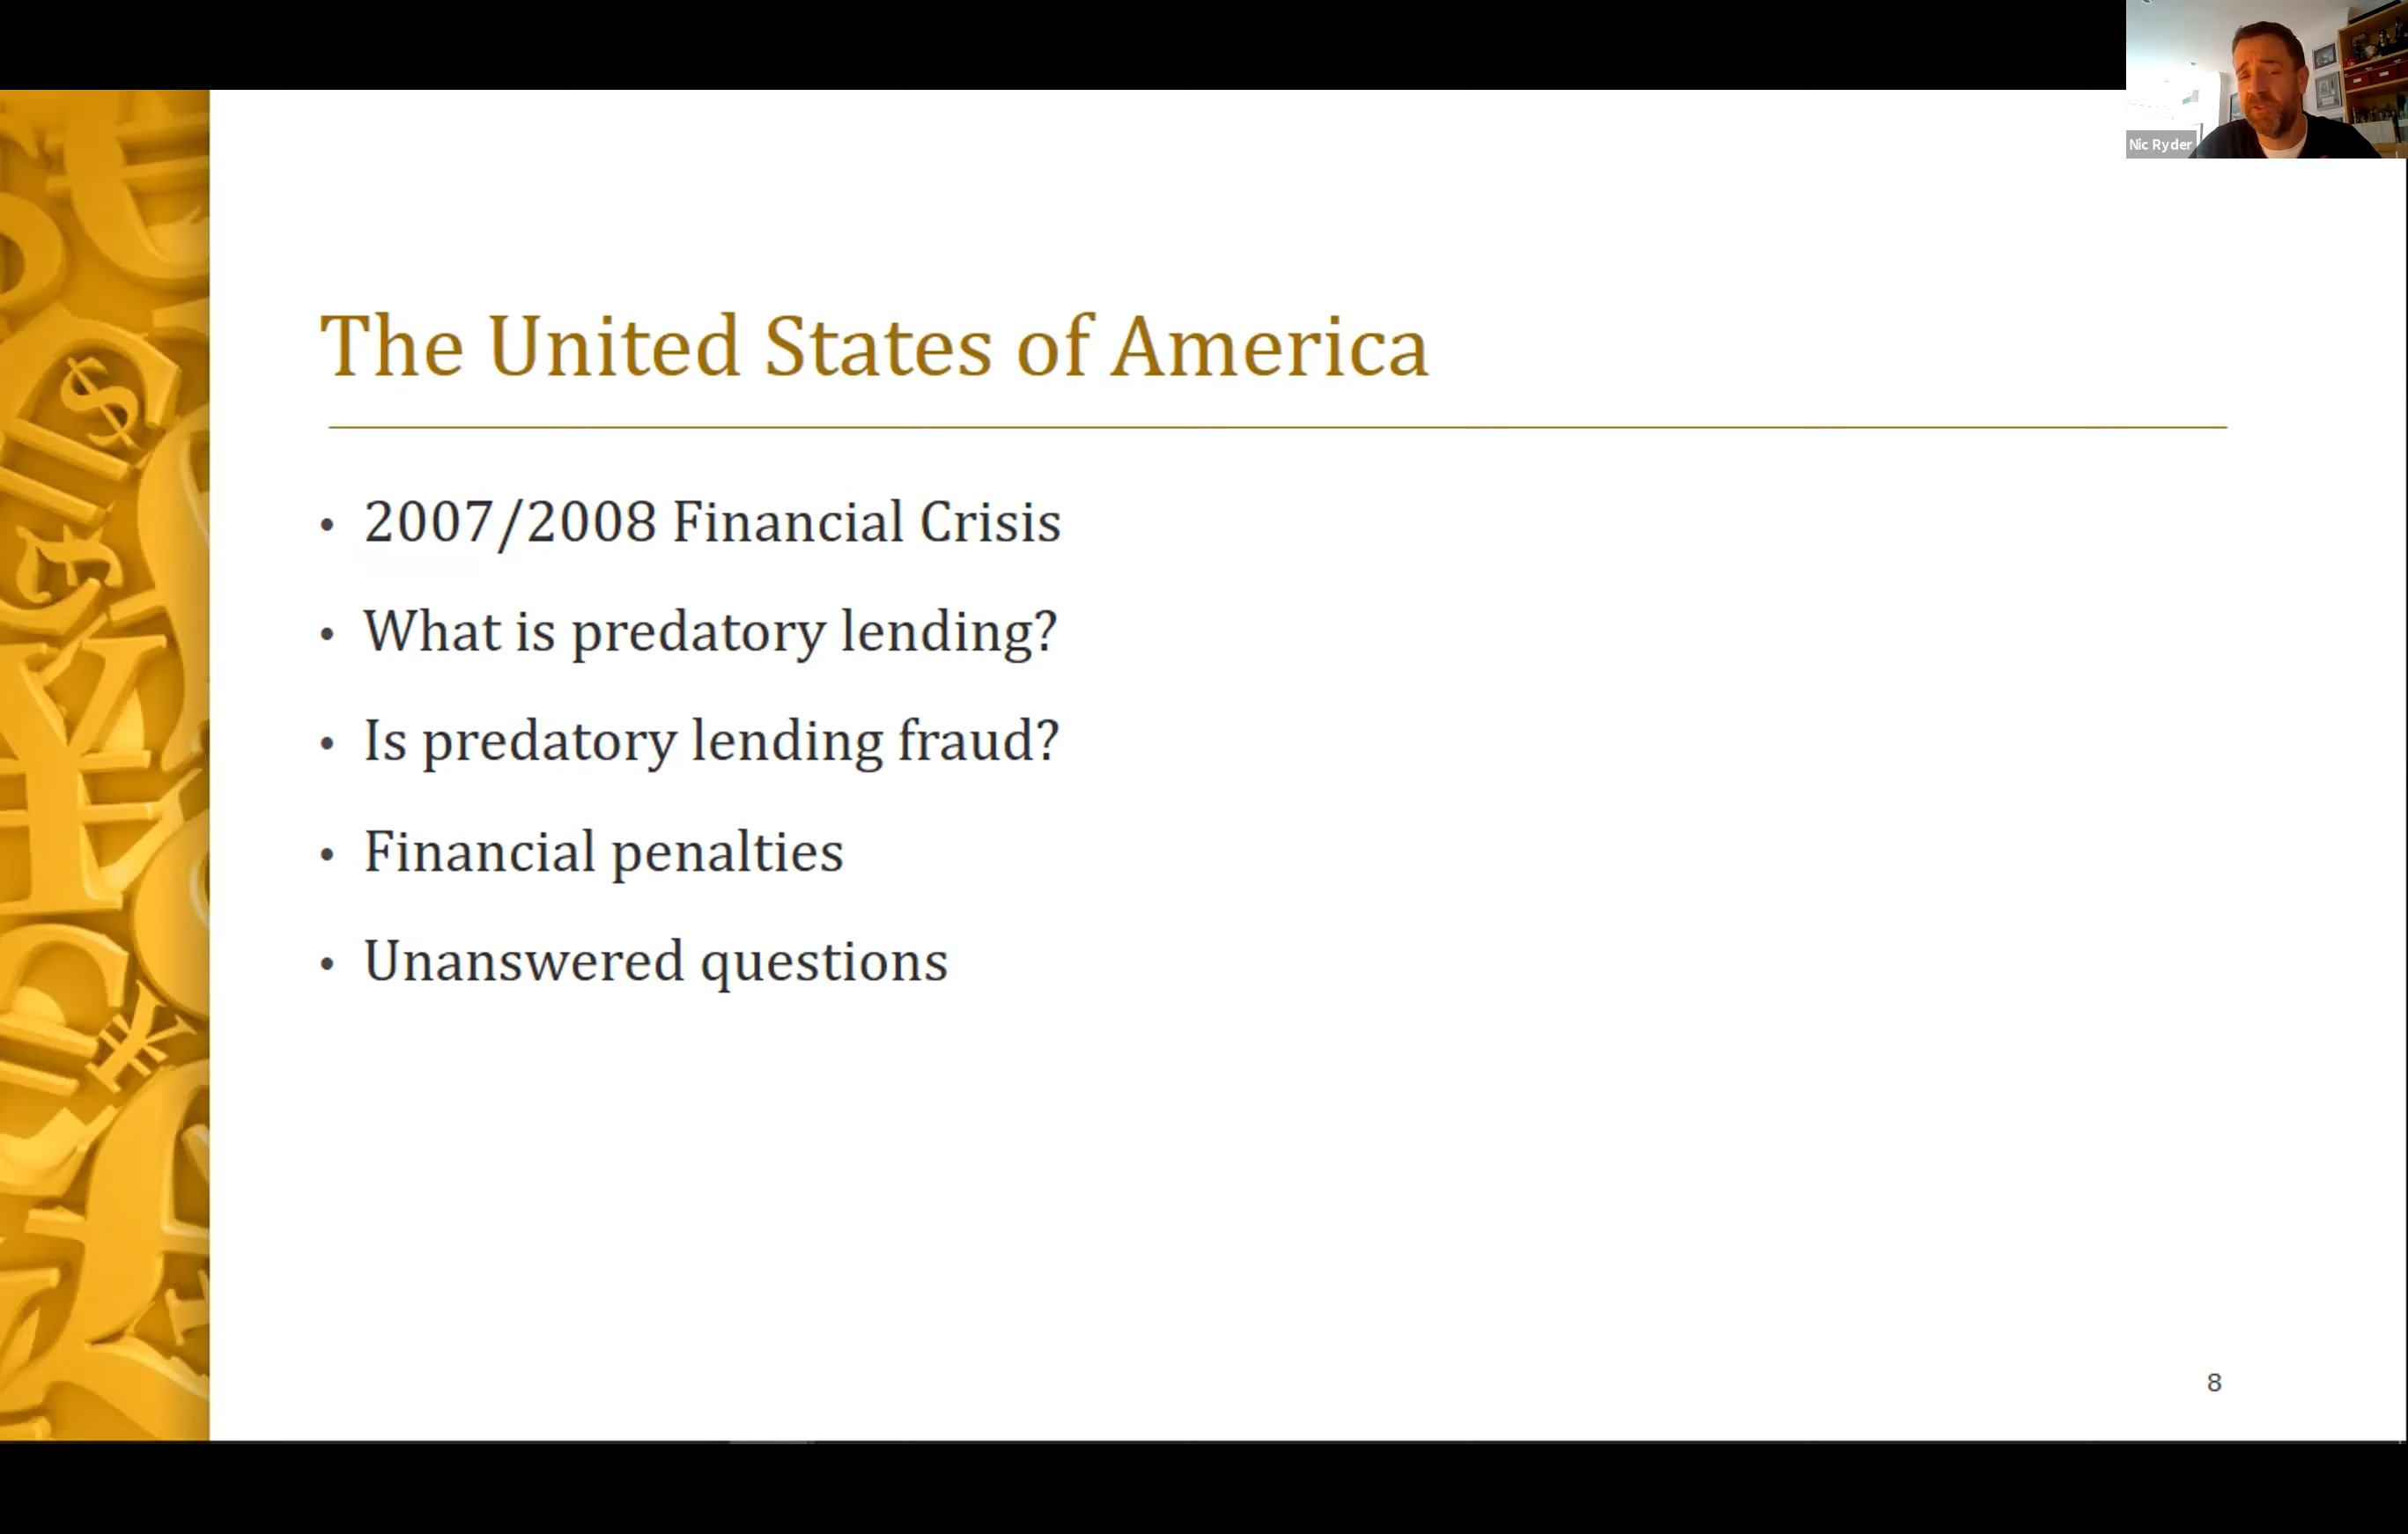 Nic Ryder
The United States of America
• 2007/2008 Financial Crisis
• What is predatory lending?
• Is predatory lending fraud?
• Financial penalties
• Unanswered questions
8